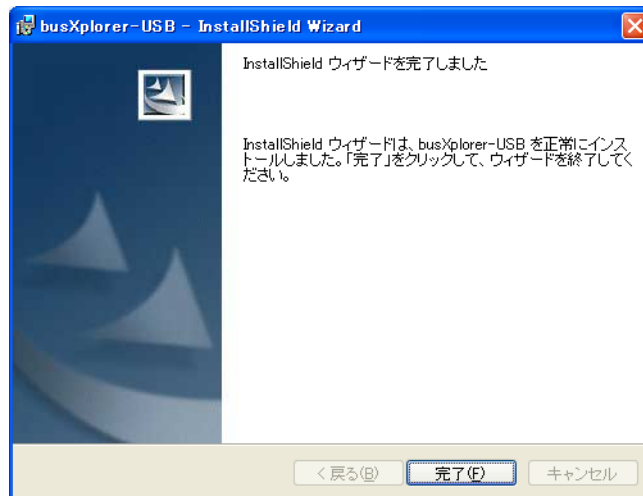 busXplorer-USB - InstallShield Wizard
InstallShield ウィザードを完了しました
InstallShield ウィザードは、busXplorer-USB を正常にインス
トールしました。「完了」をクリックして、ウィザードを終了してく
ださい。
< 戻る(B) 完了(F) キャンセル